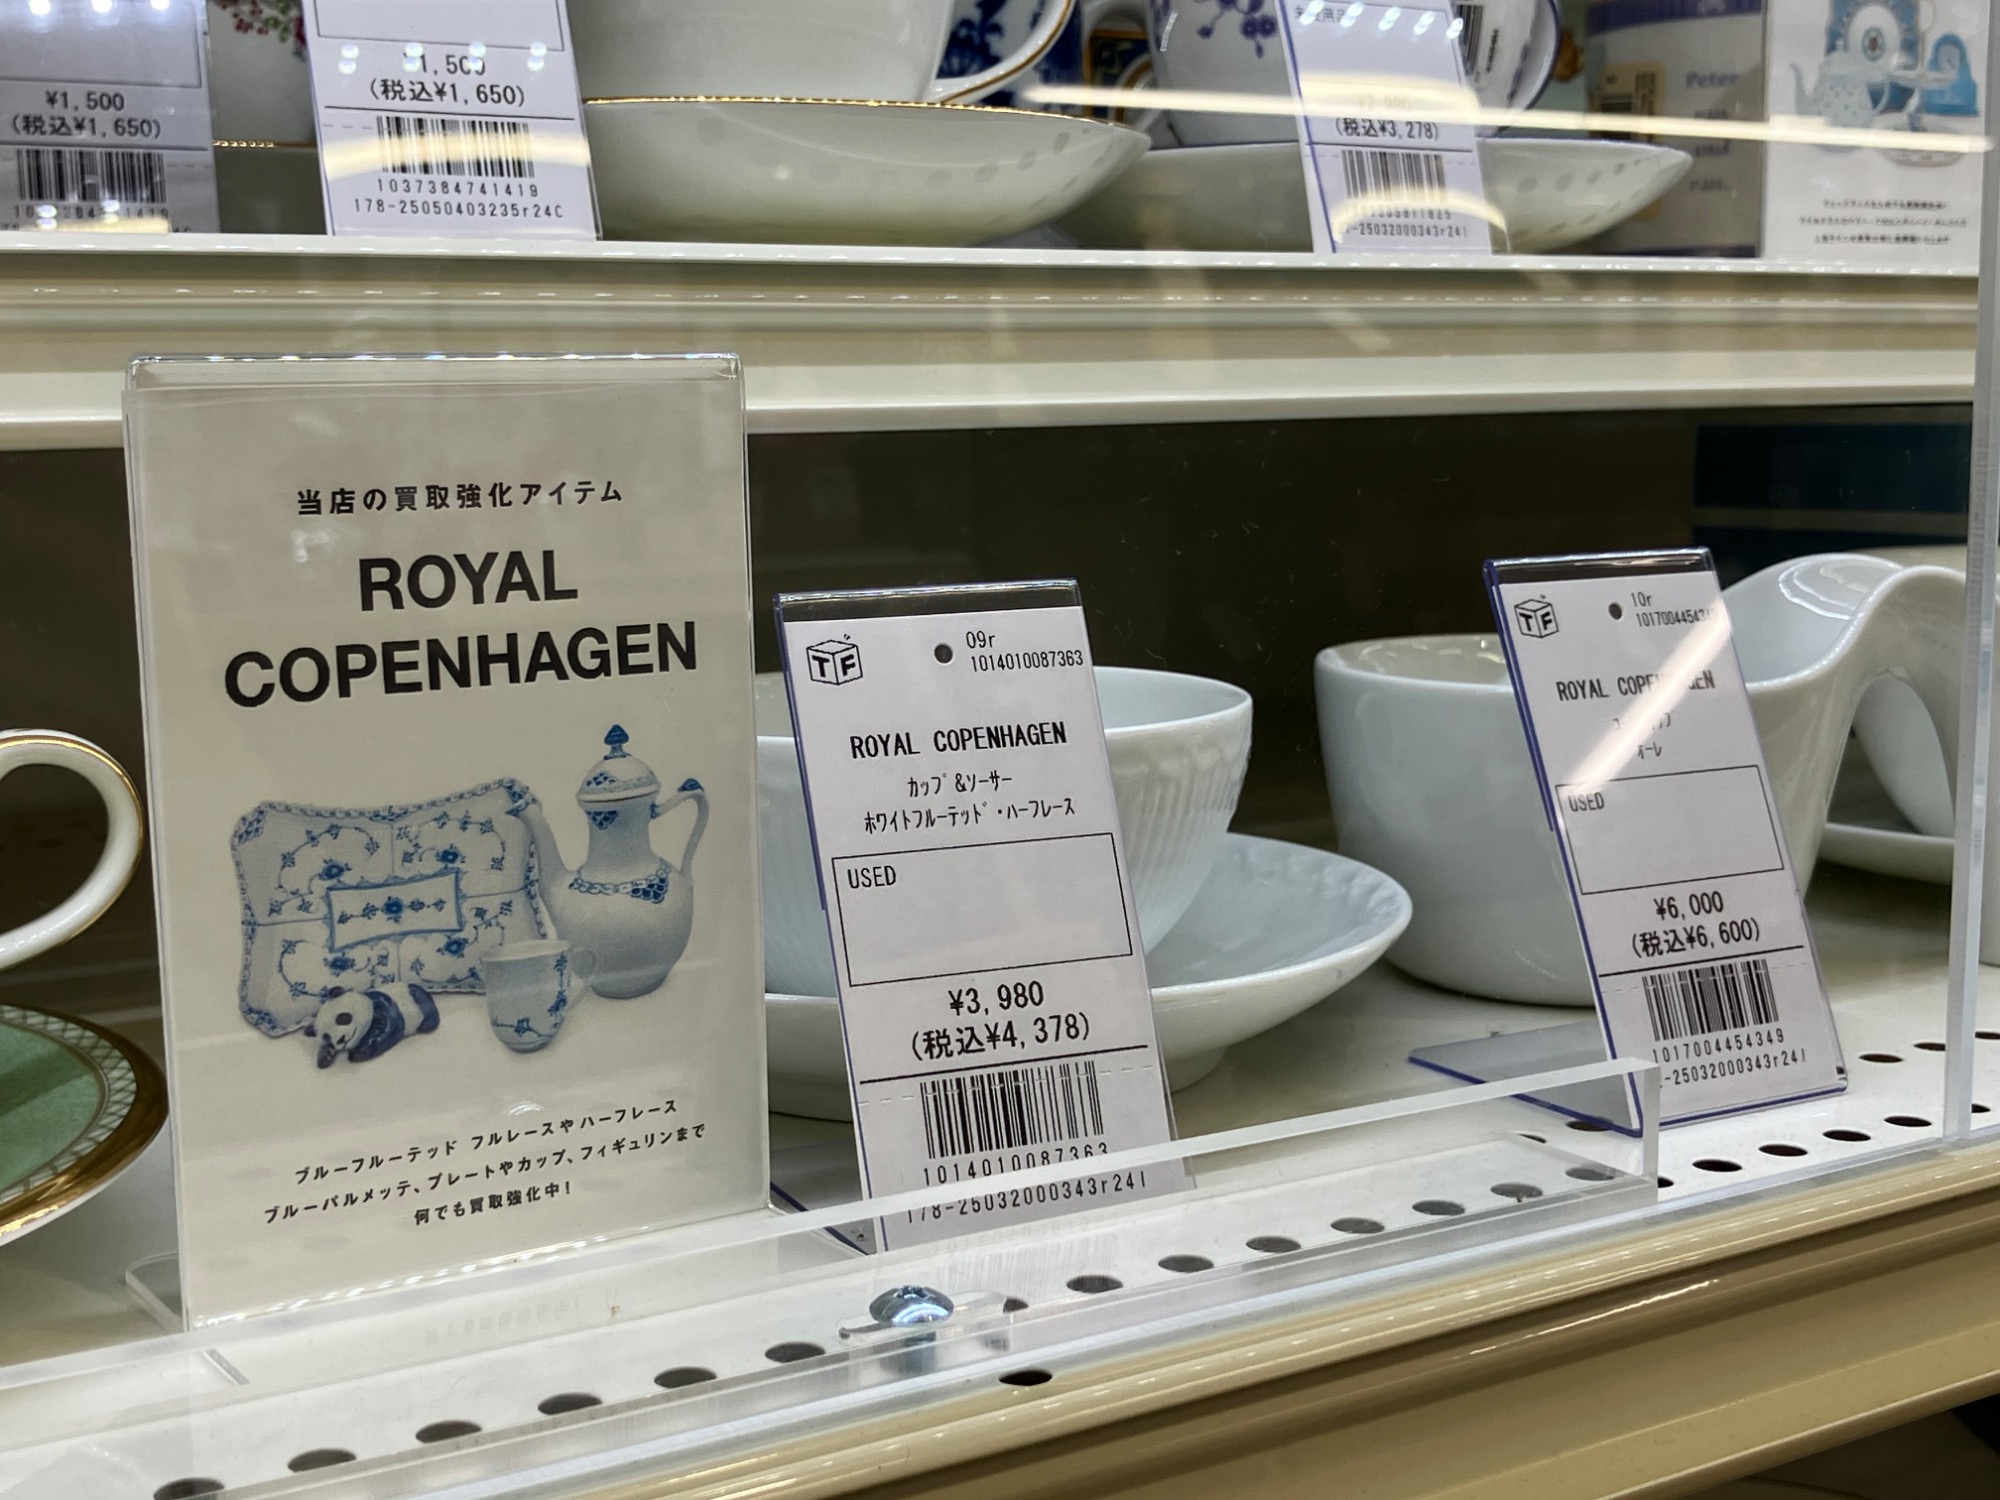 ¥1,500
(税込¥1,650)
¥1,500
(税込¥1,650)
1037384741419
178-25050403235r24C
(税込¥3,278)
Peter
当店の買取強化アイテム
ROYAL
COPENHAGEN
ブルーフルーテッド フルレースやハーフレース
ブルーパルメッテ、プレートやカップ、フィギュリンまで
何でも買取強化中!
TF
09r
1014010087363
ROYAL COPENHAGEN
カップ&ソーサー
ホワイトフルーテッド・ハーフレース
USED
¥3,980
(税込¥4,378)
1014010087363
178-25032000343r24I
TF
10r
ROYAL
オーレ
USED
¥6,000
(税込¥6,600)
1017004454349
-25032000343r24I